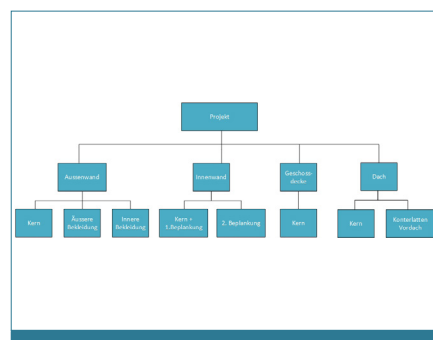 Projekt
Aussenwand
Innenwand
Geschoss-
decke
Dach
Kern
Äussere
Bekleidung
Innere
Bekleidung
Kern +
1.Beplankung
2. Beplankung
Kern
Kern
Konterlatten
Vordach